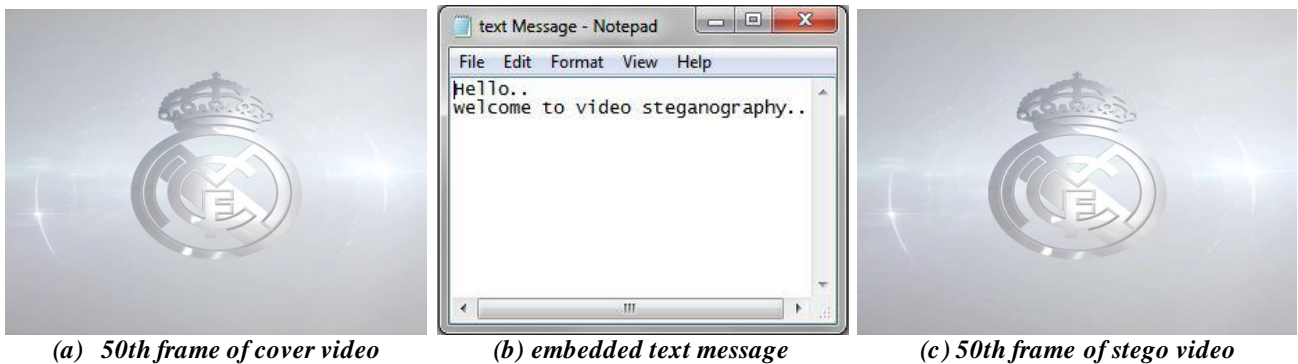 text Message - Notepad
File Edit Format View Help
Hello..
welcome to video steganography..
(a) 50th frame of cover video
(b) embedded text message
(c) 50th frame of stego video